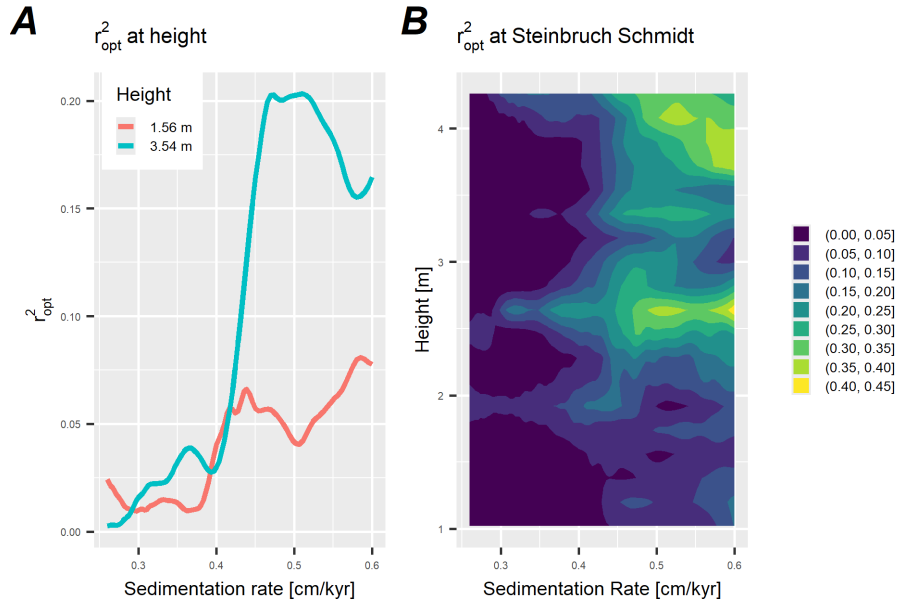 A
r²opt at height
Height
1.56 m
3.54 m
0.20
0.15
0.10
0.05
0.00
r²opt
0.3 0.4 0.5 0.6
Sedimentation rate [cm/kyr]
B
r²opt at Steinbruch Schmidt
4
3
2
1
Height [m]
0.3 0.4 0.5 0.6
Sedimentation Rate [cm/kyr]
(0.00, 0.05]
(0.05, 0.10]
(0.10, 0.15]
(0.15, 0.20]
(0.20, 0.25]
(0.25, 0.30]
(0.30, 0.35]
(0.35, 0.40]
(0.40, 0.45]